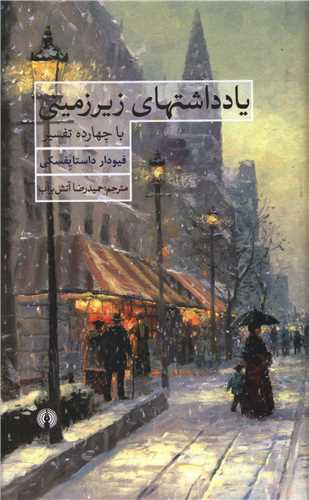 یادداشتهای زیرزمینی
با چهارده تفسیر
فیودار داستایفسکی
مترجم: حمیدرضا آتش‌برآب